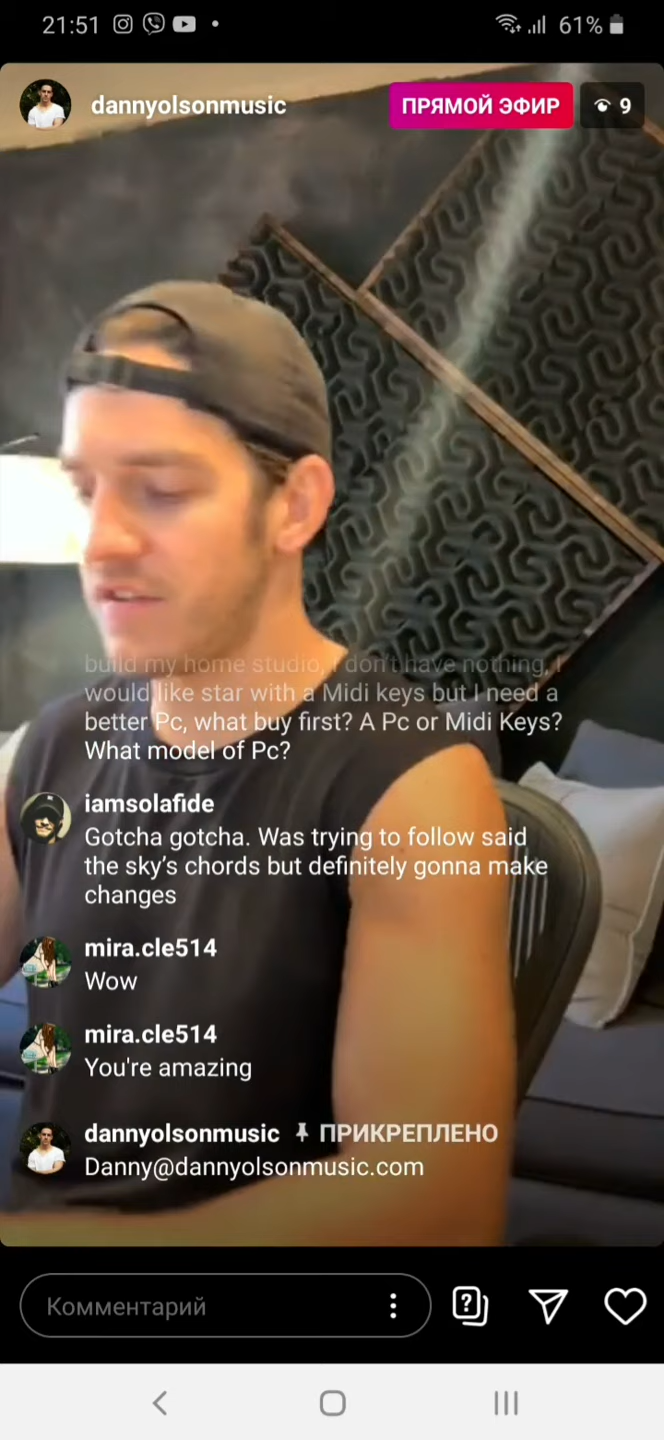 21:51
61%
dannyolsonmusic
ПРЯМОЙ ЭФИР
9
build my home studio, I don't have nothing, I
would like star with a Midi keys but I need a
better Pc, what buy first? A Pc or Midi Keys?
What model of Pc?
iamsolafide
Gotcha gotcha. Was trying to follow said
the sky's chords but definitely gonna make
changes
mira.cle514
Wow
mira.cle514
You're amazing
dannyolsonmusic ПРИКРЕПЛЕНО
Danny@dannyolsonmusic.com
Комментарий